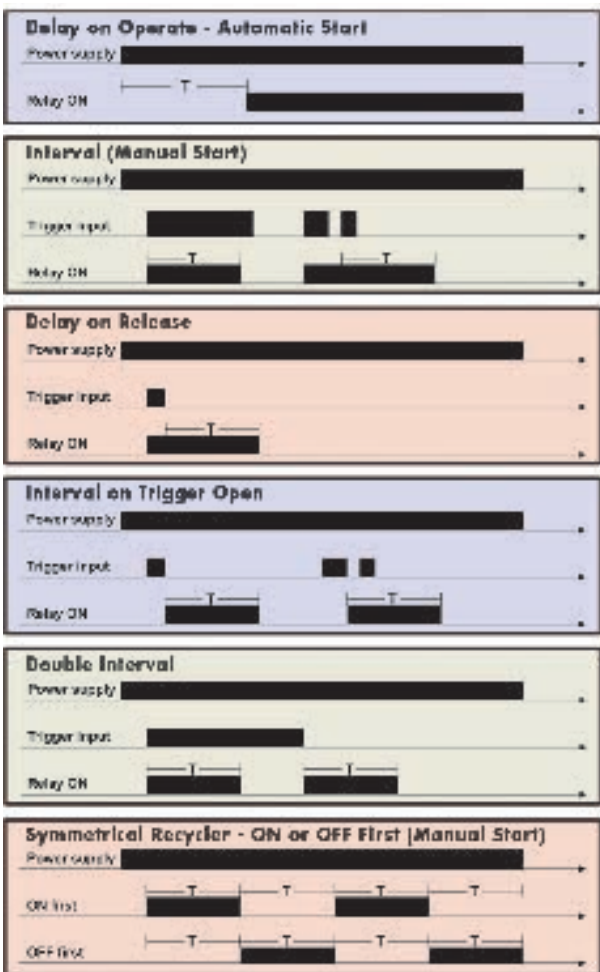 Delay on Operate - Automatic Start
Power supply
T
Relay ON
Interval (Manual Start)
Power supply
Trigger input
T T
Relay ON
Delay on Release
Power supply
Trigger input
T
Relay ON
Interval on Trigger Open
Power supply
Trigger input
T T
Relay ON
Double Interval
Power supply
Trigger input
T T
Relay ON
Symmetrical Recycler - ON or OFF First (Manual Start)
Power supply
T T T T
ON first
T T T T
OFF first